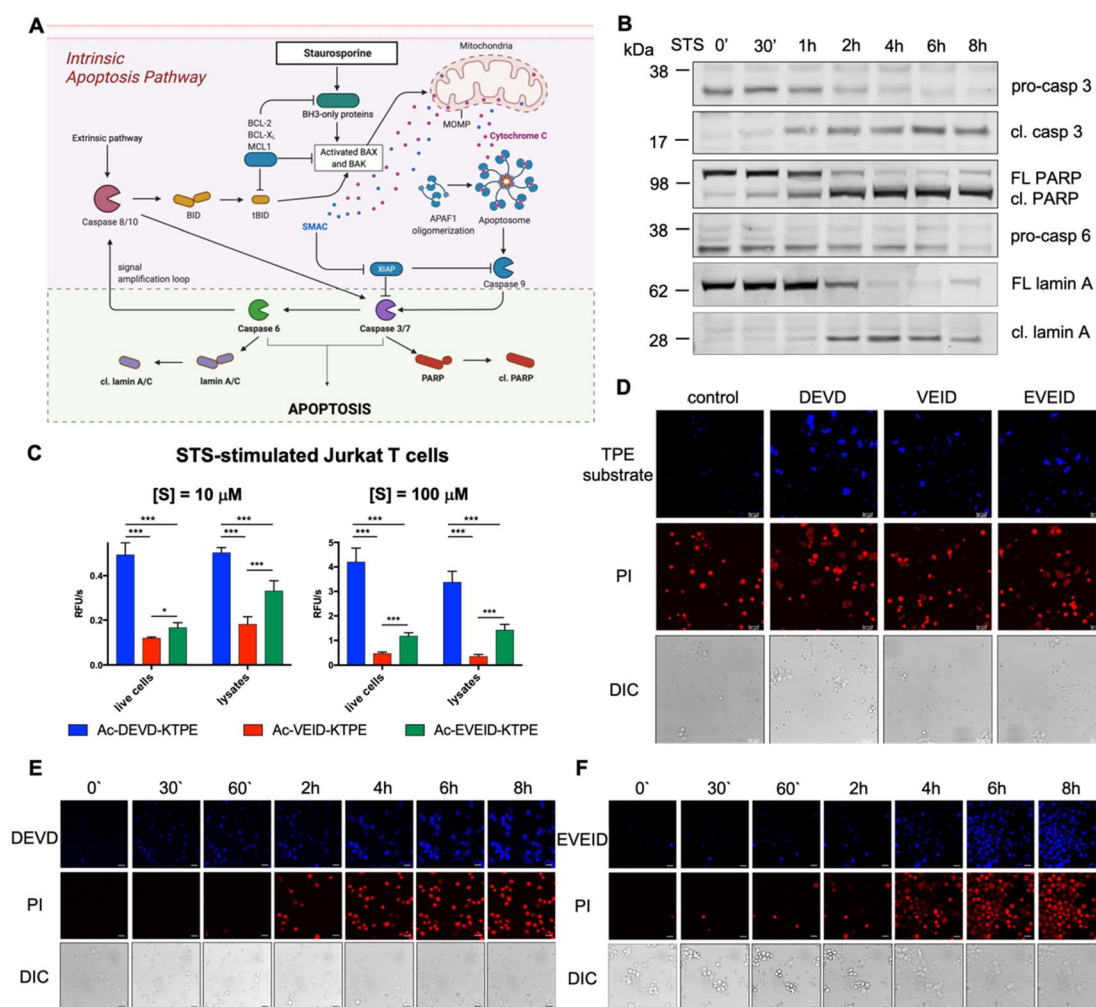 A
Intrinsic
Apoptosis Pathway
Staurosporine
Mitochondria
BH3-only proteins
BCL-2
BCL-XL
MCL1
MOMP
Cytochrome C
Extrinsic pathway
Activated BAX
and BAK
Caspase 8/10
BID
tBID
APAF1
oligomerization
Apoptosome
SMAC
XIAP
signal
amplification loop
Caspase 9
Caspase 6
Caspase 3/7
cl. lamin A/C
lamin A/C
PARP
cl. PARP
APOPTOSIS
B
kDa STS 0' 30' 1h 2h 4h 6h 8h
38
pro-casp 3
17
cl. casp 3
98
FL PARP
cl. PARP
38
pro-casp 6
62
FL lamin A
28
cl. lamin A
C
STS-stimulated Jurkat T cells
[S] = 10 μM
[S] = 100 μM
RFU/s
0.4
0.2
0.0
*** *** *** * ***
live cells
lysates
RFU/s
5
4
3
2
1
0
*** *** *** *** *** ***
live cells
lysates
Ac-DEVD-KTPE
Ac-VEID-KTPE
Ac-EVEID-KTPE
D
control DEVD VEID EVEID
TPE
substrate
PI
DIC
E
0` 30` 60` 2h 4h 6h 8h
DEVD
PI
DIC
F
0` 30` 60` 2h 4h 6h 8h
EVEID
PI
DIC